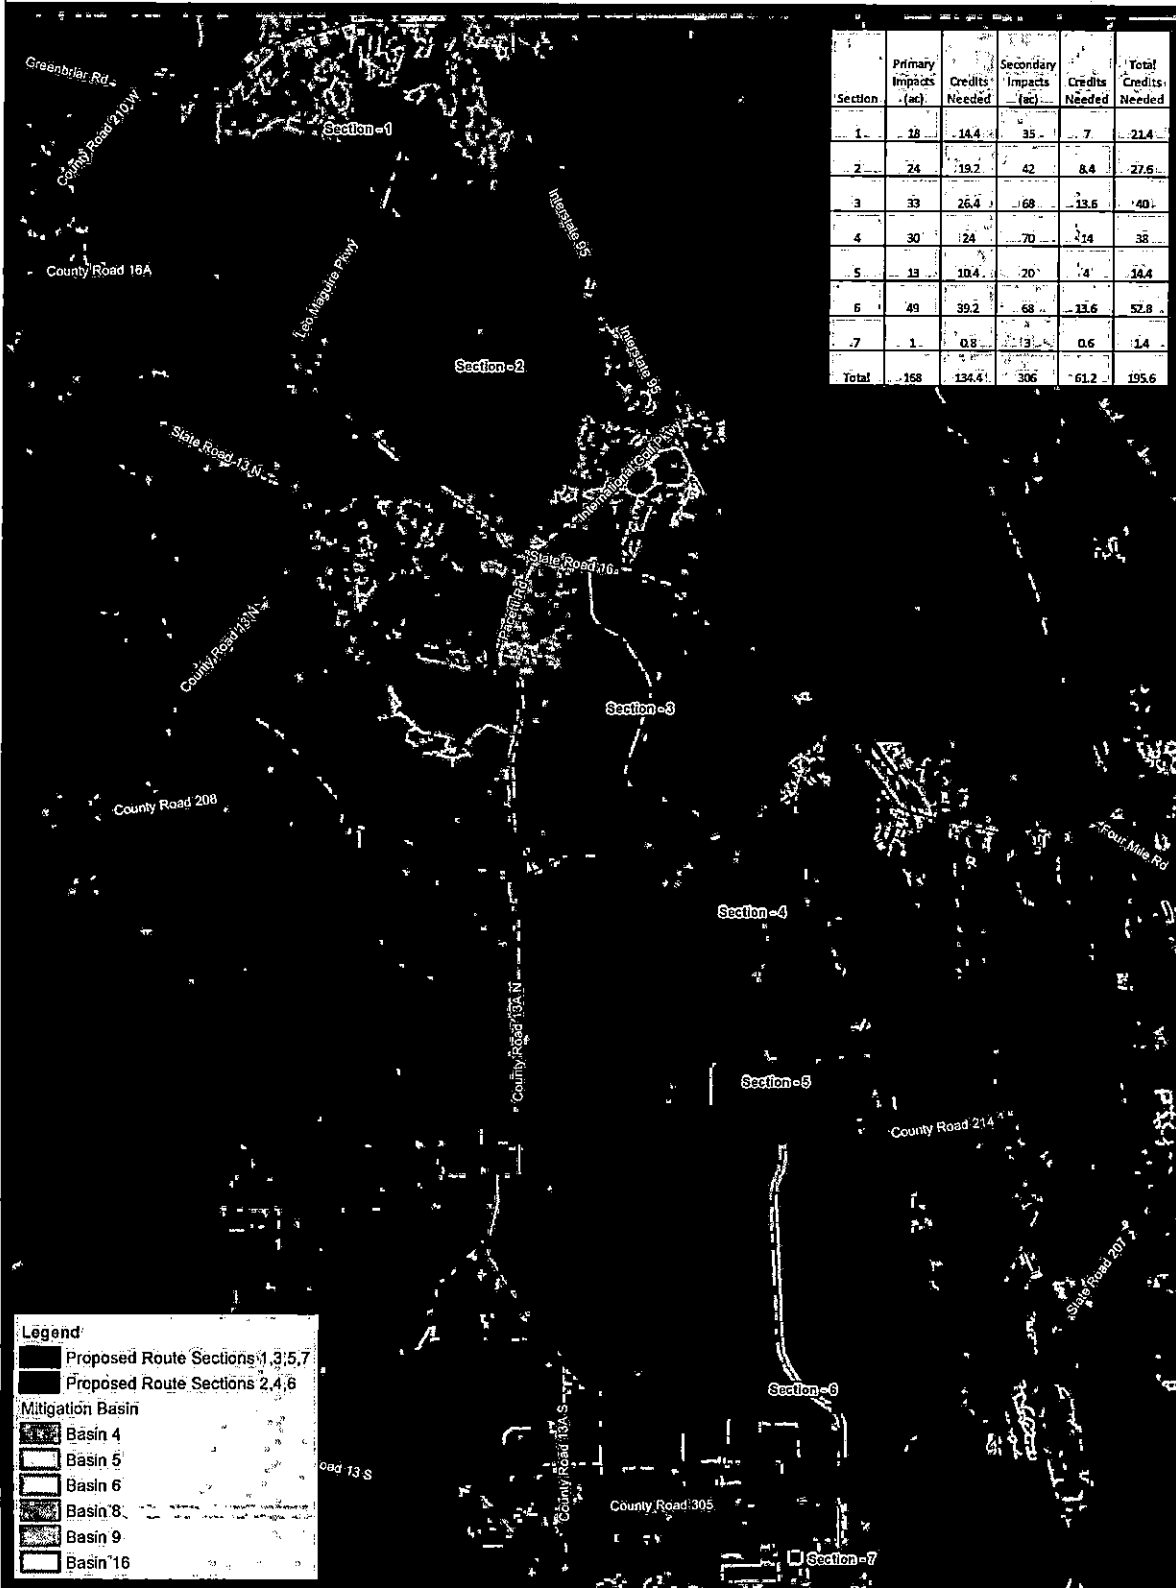 Section Primary Impacts (ac) Credits Needed Secondary Impacts (ac) Credits Needed Total Credits Needed
1 18 14.4 35 7 21.4
2 24 19.2 42 8.4 27.6
3 33 26.4 68 13.6 40
4 30 24 70 14 38
5 13 10.4 20 4 14.4
6 49 39.2 68 13.6 52.8
7 1 0.8 3 0.6 1.4
Total 168 134.4 306 61.2 195.6
Greenbriar Rd
County Road 210 W
Section - 1
Interstate 95
County Road 16A
Leo Maguire Pkwy
Interstate 95
Section - 2
State Road 13 N
International Golf Pkwy
State Road 16
Pacetti Rd
County Road 13 N
Section - 3
County Road 208
Four Mile Rd
Section - 4
County Road 13A N
Section - 5
County Road 214
State Road 207
Section - 6
County Road 13A S
oad 13 S
County Road 305
Section - 7
Legend
Proposed Route Sections 1,3,5,7
Proposed Route Sections 2,4,6
Mitigation Basin
Basin 4
Basin 5
Basin 6
Basin 8
Basin 9
Basin 16